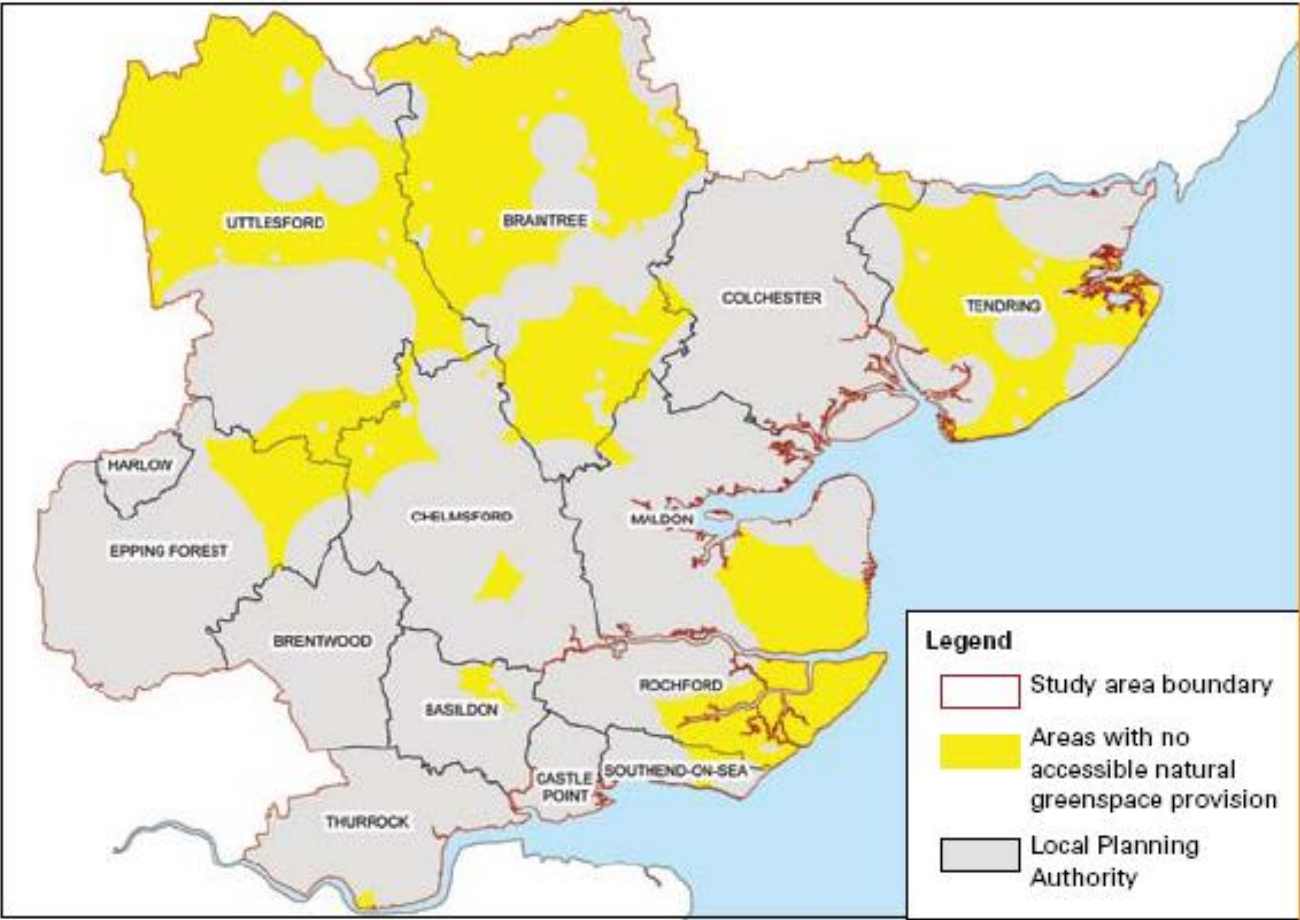 UTTLESFORD
BRAINTREE
COLCHESTER
TENDRING
HARLOW
EPPING FOREST
CHELMSFORD
MALDON
BRENTWOOD
BASILDON
ROCHFORD
CASTLE
POINT
SOUTHEND-ON-SEA
THURROCK
Legend
Study area boundary
Areas with no
accessible natural
greenspace provision
Local Planning
Authority